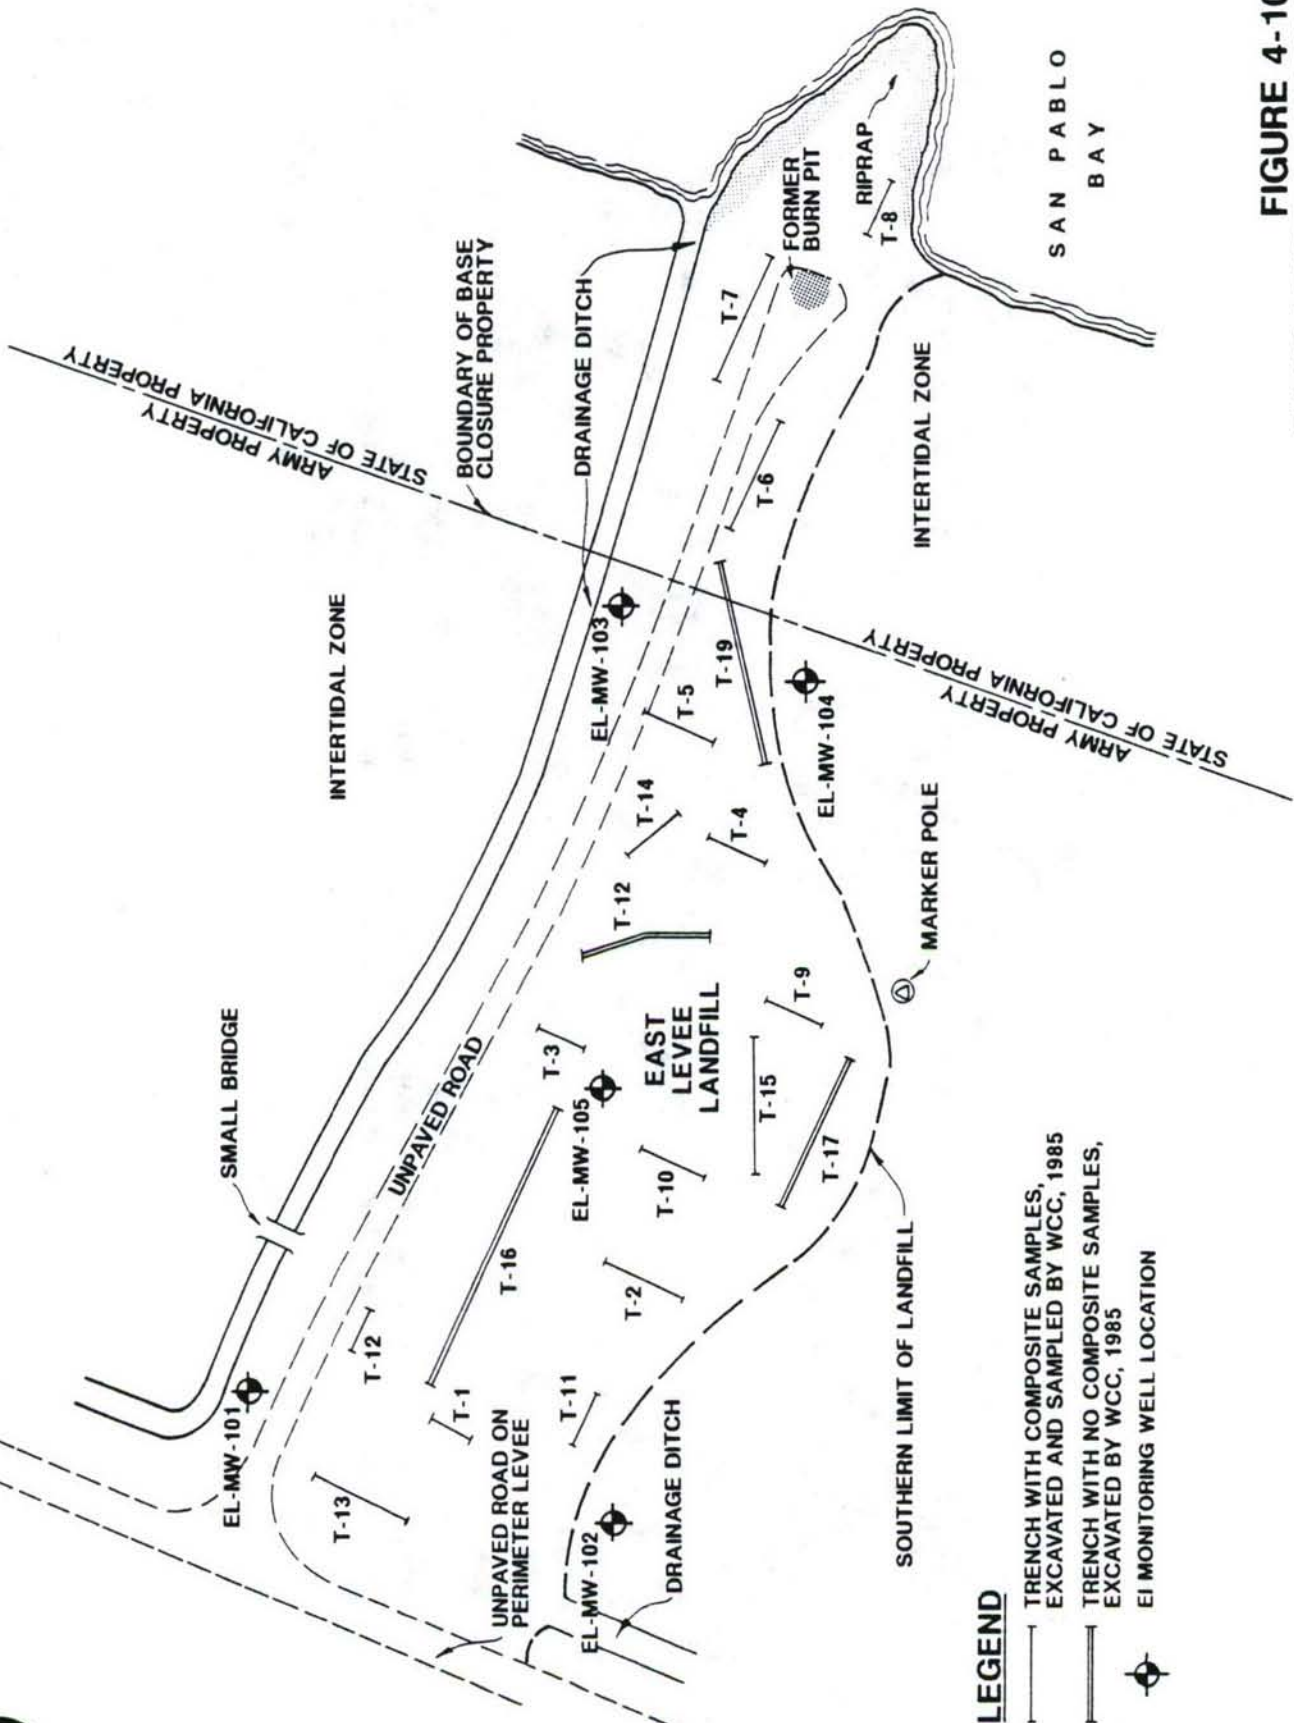 FIGURE 4-10
SAN PABLO
BAY
RIPRAP
T-8
FORMER
BURN PIT
T-7
T-6
INTERTIDAL ZONE
DRAINAGE DITCH
BOUNDARY OF BASE
CLOSURE PROPERTY
STATE OF CALIFORNIA PROPERTY
ARMY PROPERTY
INTERTIDAL ZONE
EL-MW-103
T-19
T-5
EL-MW-104
STATE OF CALIFORNIA PROPERTY
ARMY PROPERTY
T-14
T-4
T-12
MARKER POLE
T-9
EAST
LEVEE
LANDFILL
T-3
EL-MW-105
T-15
T-17
T-10
UNPAVED ROAD
SMALL BRIDGE
T-16
T-2
T-12
T-1
T-11
SOUTHERN LIMIT OF LANDFILL
EL-MW-101
T-13
UNPAVED ROAD ON
PERIMETER LEVEE
EL-MW-102
DRAINAGE DITCH
LEGEND
TRENCH WITH COMPOSITE SAMPLES,
EXCAVATED AND SAMPLED BY WCC, 1985
TRENCH WITH NO COMPOSITE SAMPLES,
EXCAVATED BY WCC, 1985
EI MONITORING WELL LOCATION